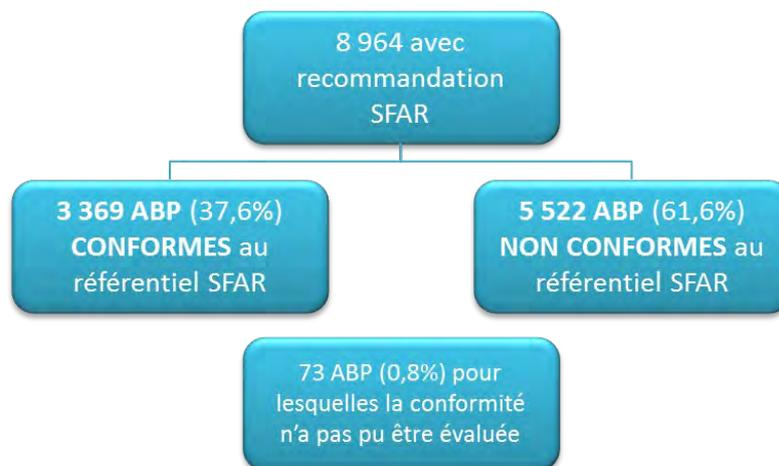 8 964 avec
recommandation
SFAR
3 369 ABP (37,6%)
CONFORMES au
référentiel SFAR
5 522 ABP (61,6%)
NON CONFORMES au
référentiel SFAR
73 ABP (0,8%) pour
lesquelles la conformité
n'a pas pu être évaluée